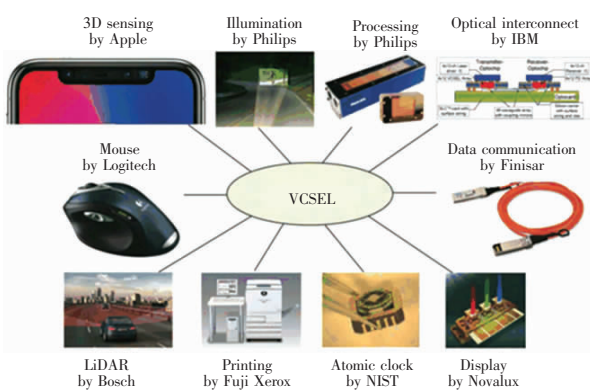 3D sensing
by Apple
Illumination
by Philips
Processing
by Philips
Optical interconnect
by IBM
Mouse
by Logitech
VCSEL
Data communication
by Finisar
LiDAR
by Bosch
Printing
by Fuji Xerox
Atomic clock
by NIST
Display
by Novalux